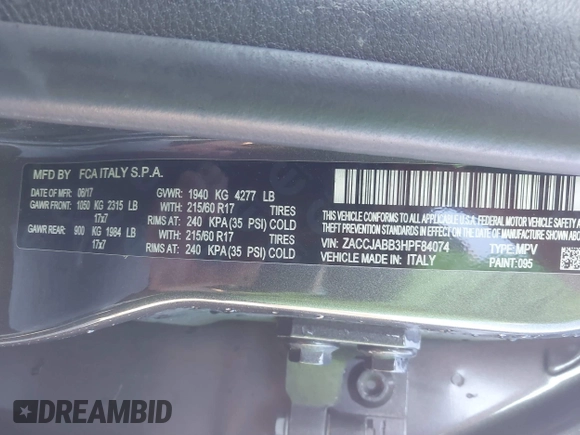 MFD BY FCA ITALY S.P.A.
DATE OF MFR: 06/17 GVWR: 1940 KG 4277 LB
GAWR FRONT: 1050 KG 2315 LB WITH: 215/60 R17 TIRES
17x7 RIMS AT: 240 KPA (35 PSI) COLD
GAWR REAR: 900 KG 1984 LB WITH: 215/60 R17 TIRES
17x7 RIMS AT: 240 KPA (35 PSI) COLD
THIS VEHICLE CONFORMS TO ALL APPLICABLE U.S.A. FEDERAL MOTOR
VEHICLE SAFETY, BUMPER, AND THEFT PREVENTION STANDARDS
IN EFFECT ON THE DATE OF MANUFACTURE SHOWN ABOVE.
VIN: ZACCJABB3HPF84074 TYPE: MPV
VEHICLE MADE IN: ITALY PAINT: 095
DREAMBID